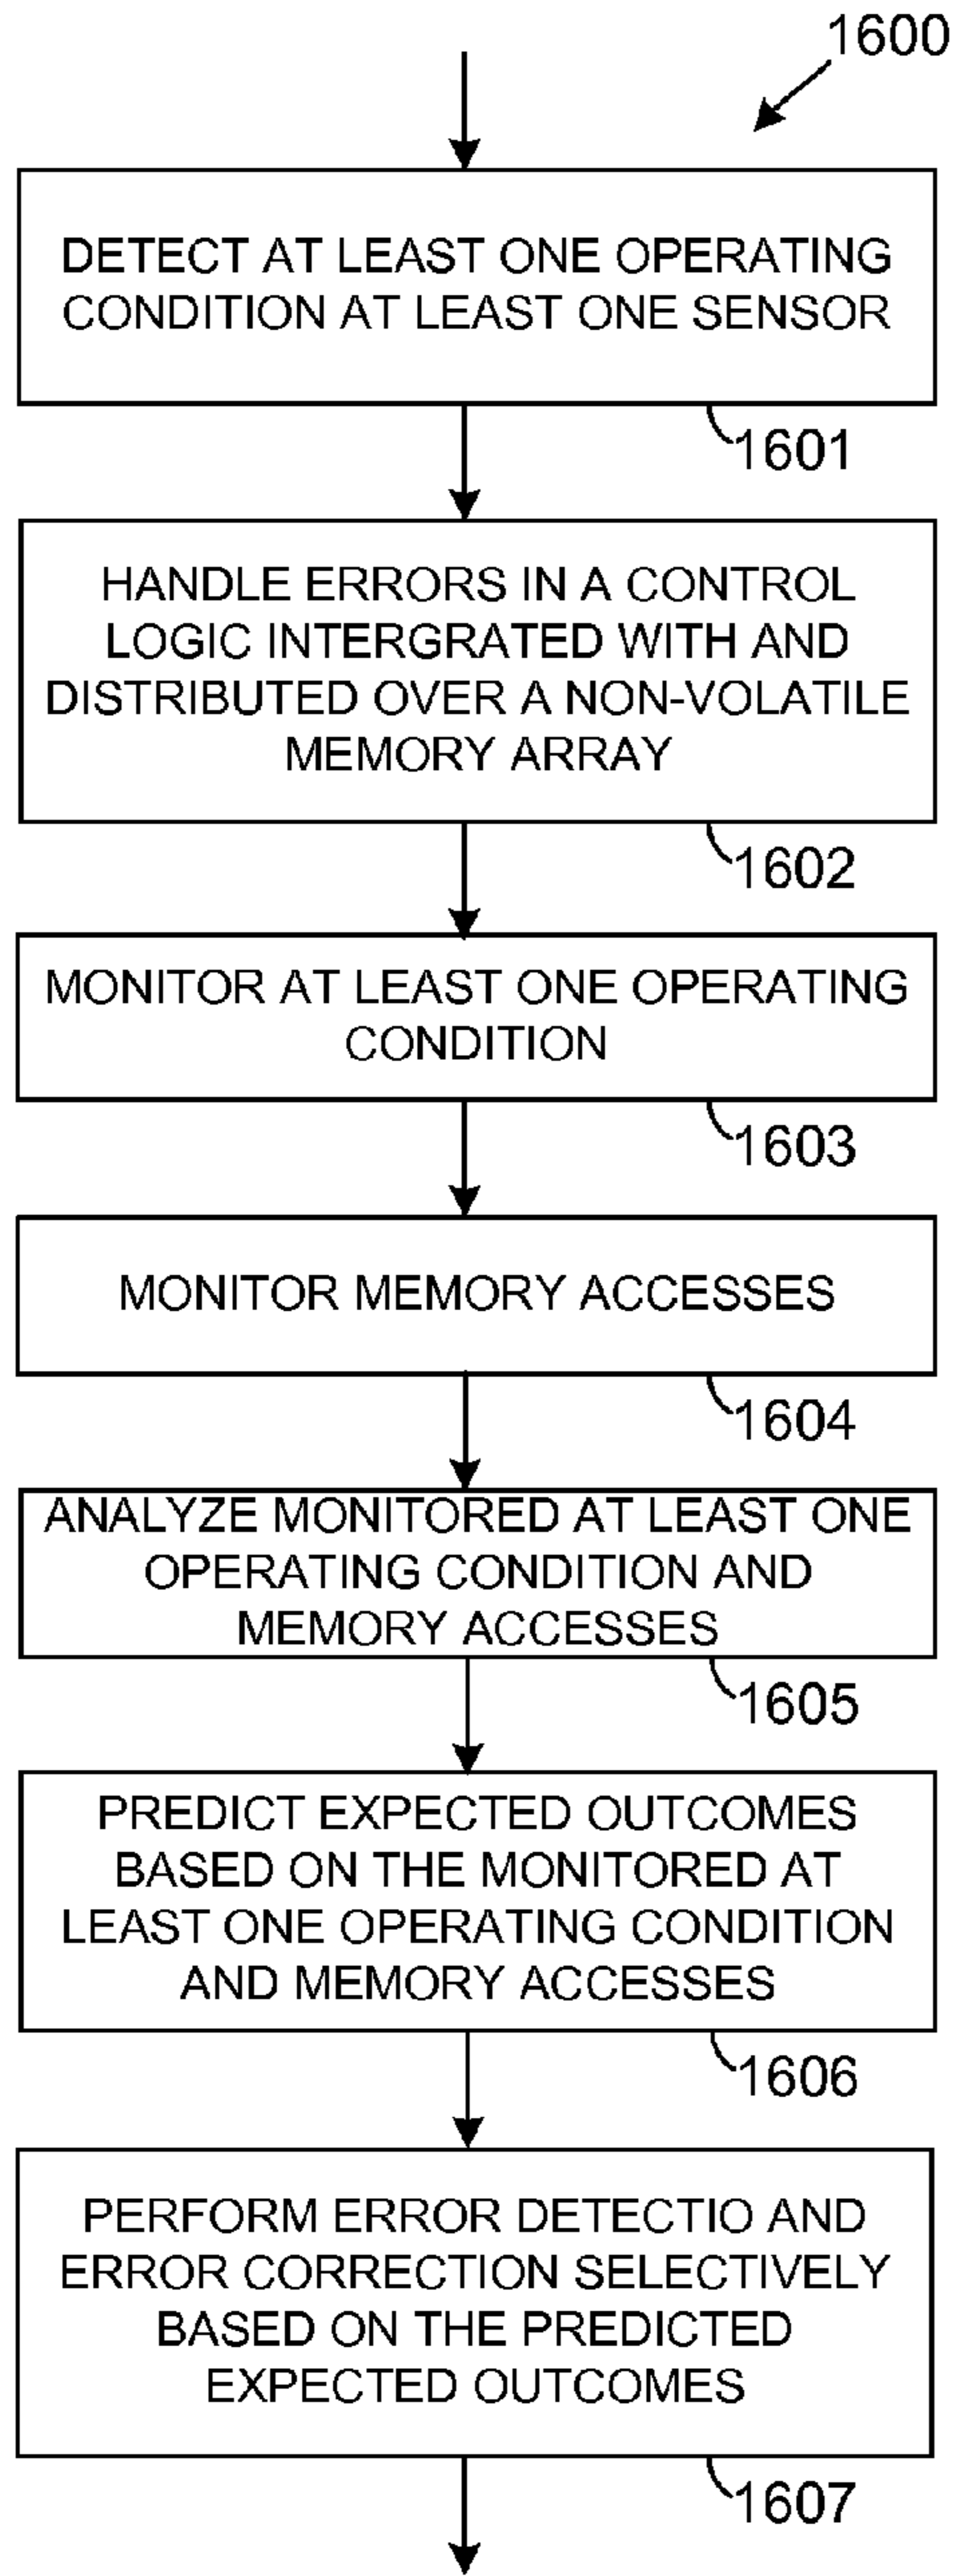 1600
DETECT AT LEAST ONE OPERATING
CONDITION AT LEAST ONE SENSOR
1601
HANDLE ERRORS IN A CONTROL
LOGIC INTERGRATED WITH AND
DISTRIBUTED OVER A NON-VOLATILE
MEMORY ARRAY
1602
MONITOR AT LEAST ONE OPERATING
CONDITION
1603
MONITOR MEMORY ACCESSES
1604
ANALYZE MONITORED AT LEAST ONE
OPERATING CONDITION AND
MEMORY ACCESSES
1605
PREDICT EXPECTED OUTCOMES
BASED ON THE MONITORED AT
LEAST ONE OPERATING CONDITION
AND MEMORY ACCESSES
1606
PERFORM ERROR DETECTIO AND
ERROR CORRECTION SELECTIVELY
BASED ON THE PREDICTED
EXPECTED OUTCOMES
1607